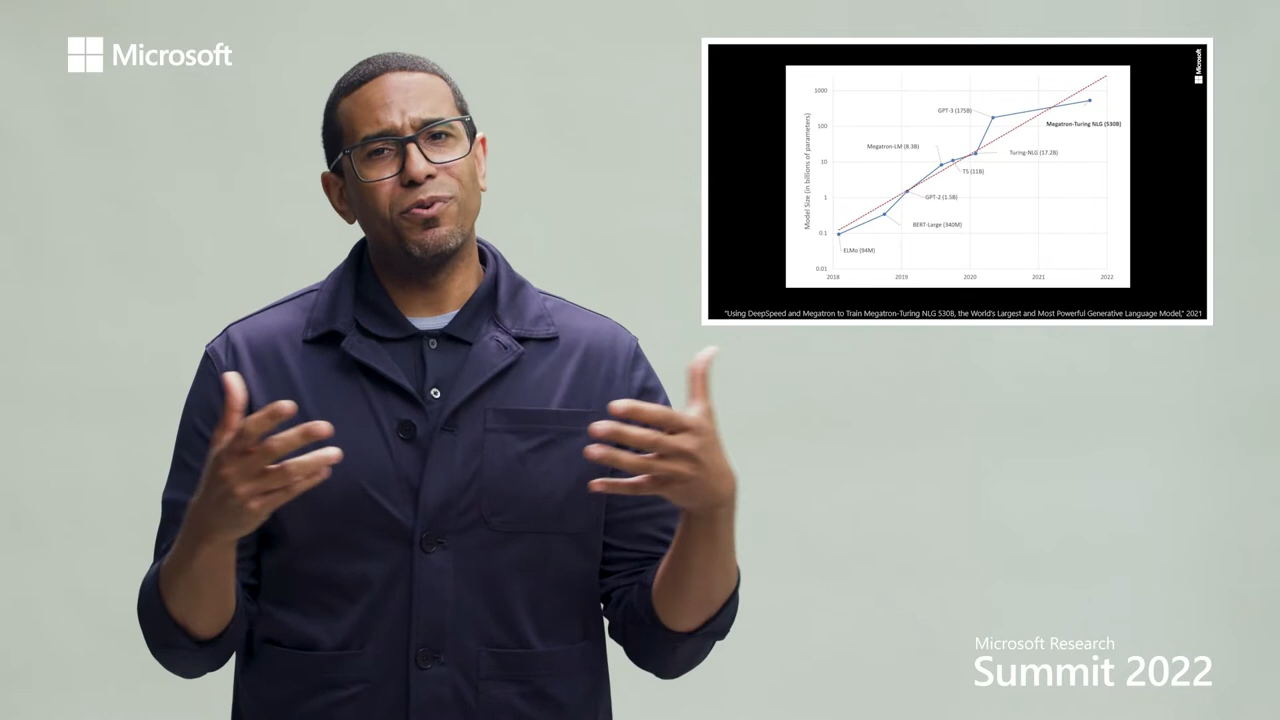 Microsoft
Microsoft
1000
GPT-3 (175B)
100
Megatron-Turing NLG (530B)
Megatron-LM (8.3B)
Turing-NLG (17.2B)
10
T5 (11B)
Model Size (in billions of parameters)
1
GPT-2 (1.5B)
BERT-Large (340M)
0.1
ELMo (94M)
0.01
2018 2019 2020 2021 2022
"Using DeepSpeed and Megatron to Train Megatron-Turing NLG 530B, the World's Largest and Most Powerful Generative Language Model," 2021
Microsoft Research
Summit 2022